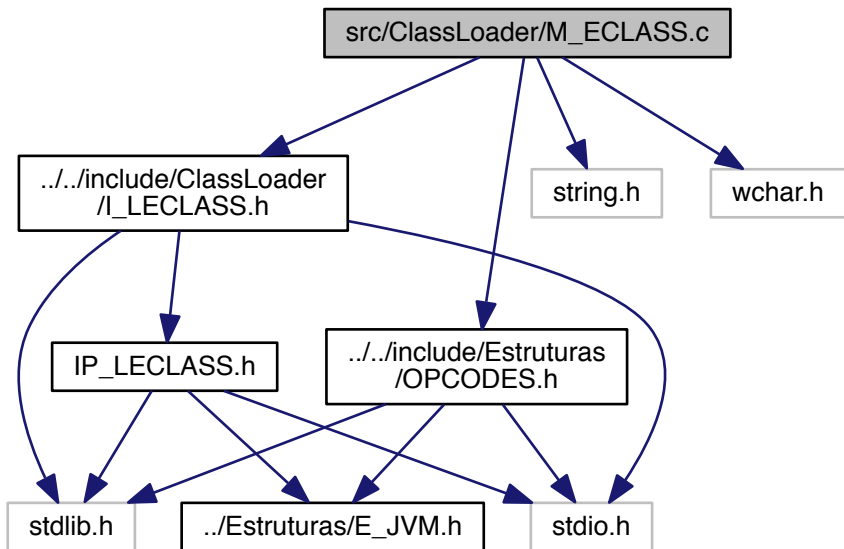 src/ClassLoader/M_ECLASS.c
../../include/ClassLoader
/I_LECLASS.h
string.h
wchar.h
IP_LECLASS.h
../../include/Estruturas
/OPCODES.h
stdlib.h
../Estruturas/E_JVM.h
stdio.h